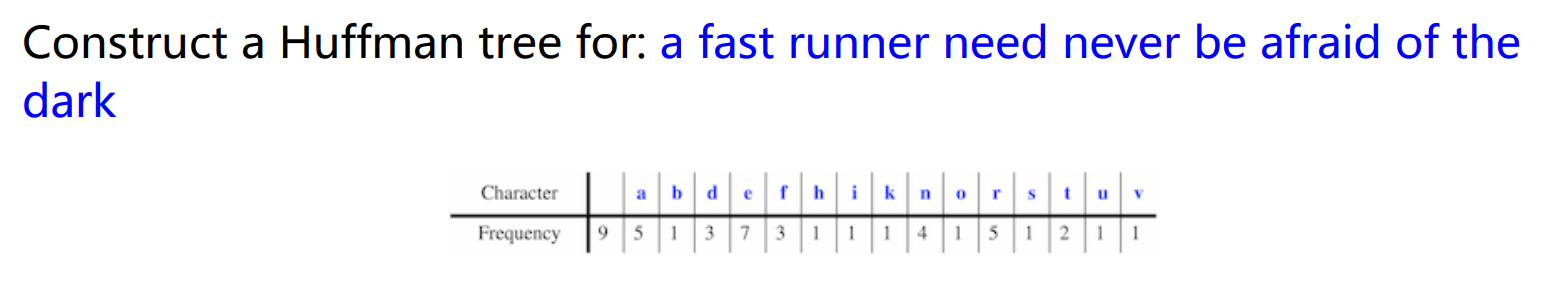 Construct a Huffman tree for: a fast runner need never be afraid of the
dark
Character a b d e f h i k n o r s t u v
Frequency 9 5 1 3 7 3 1 1 1 4 1 5 1 2 1 1